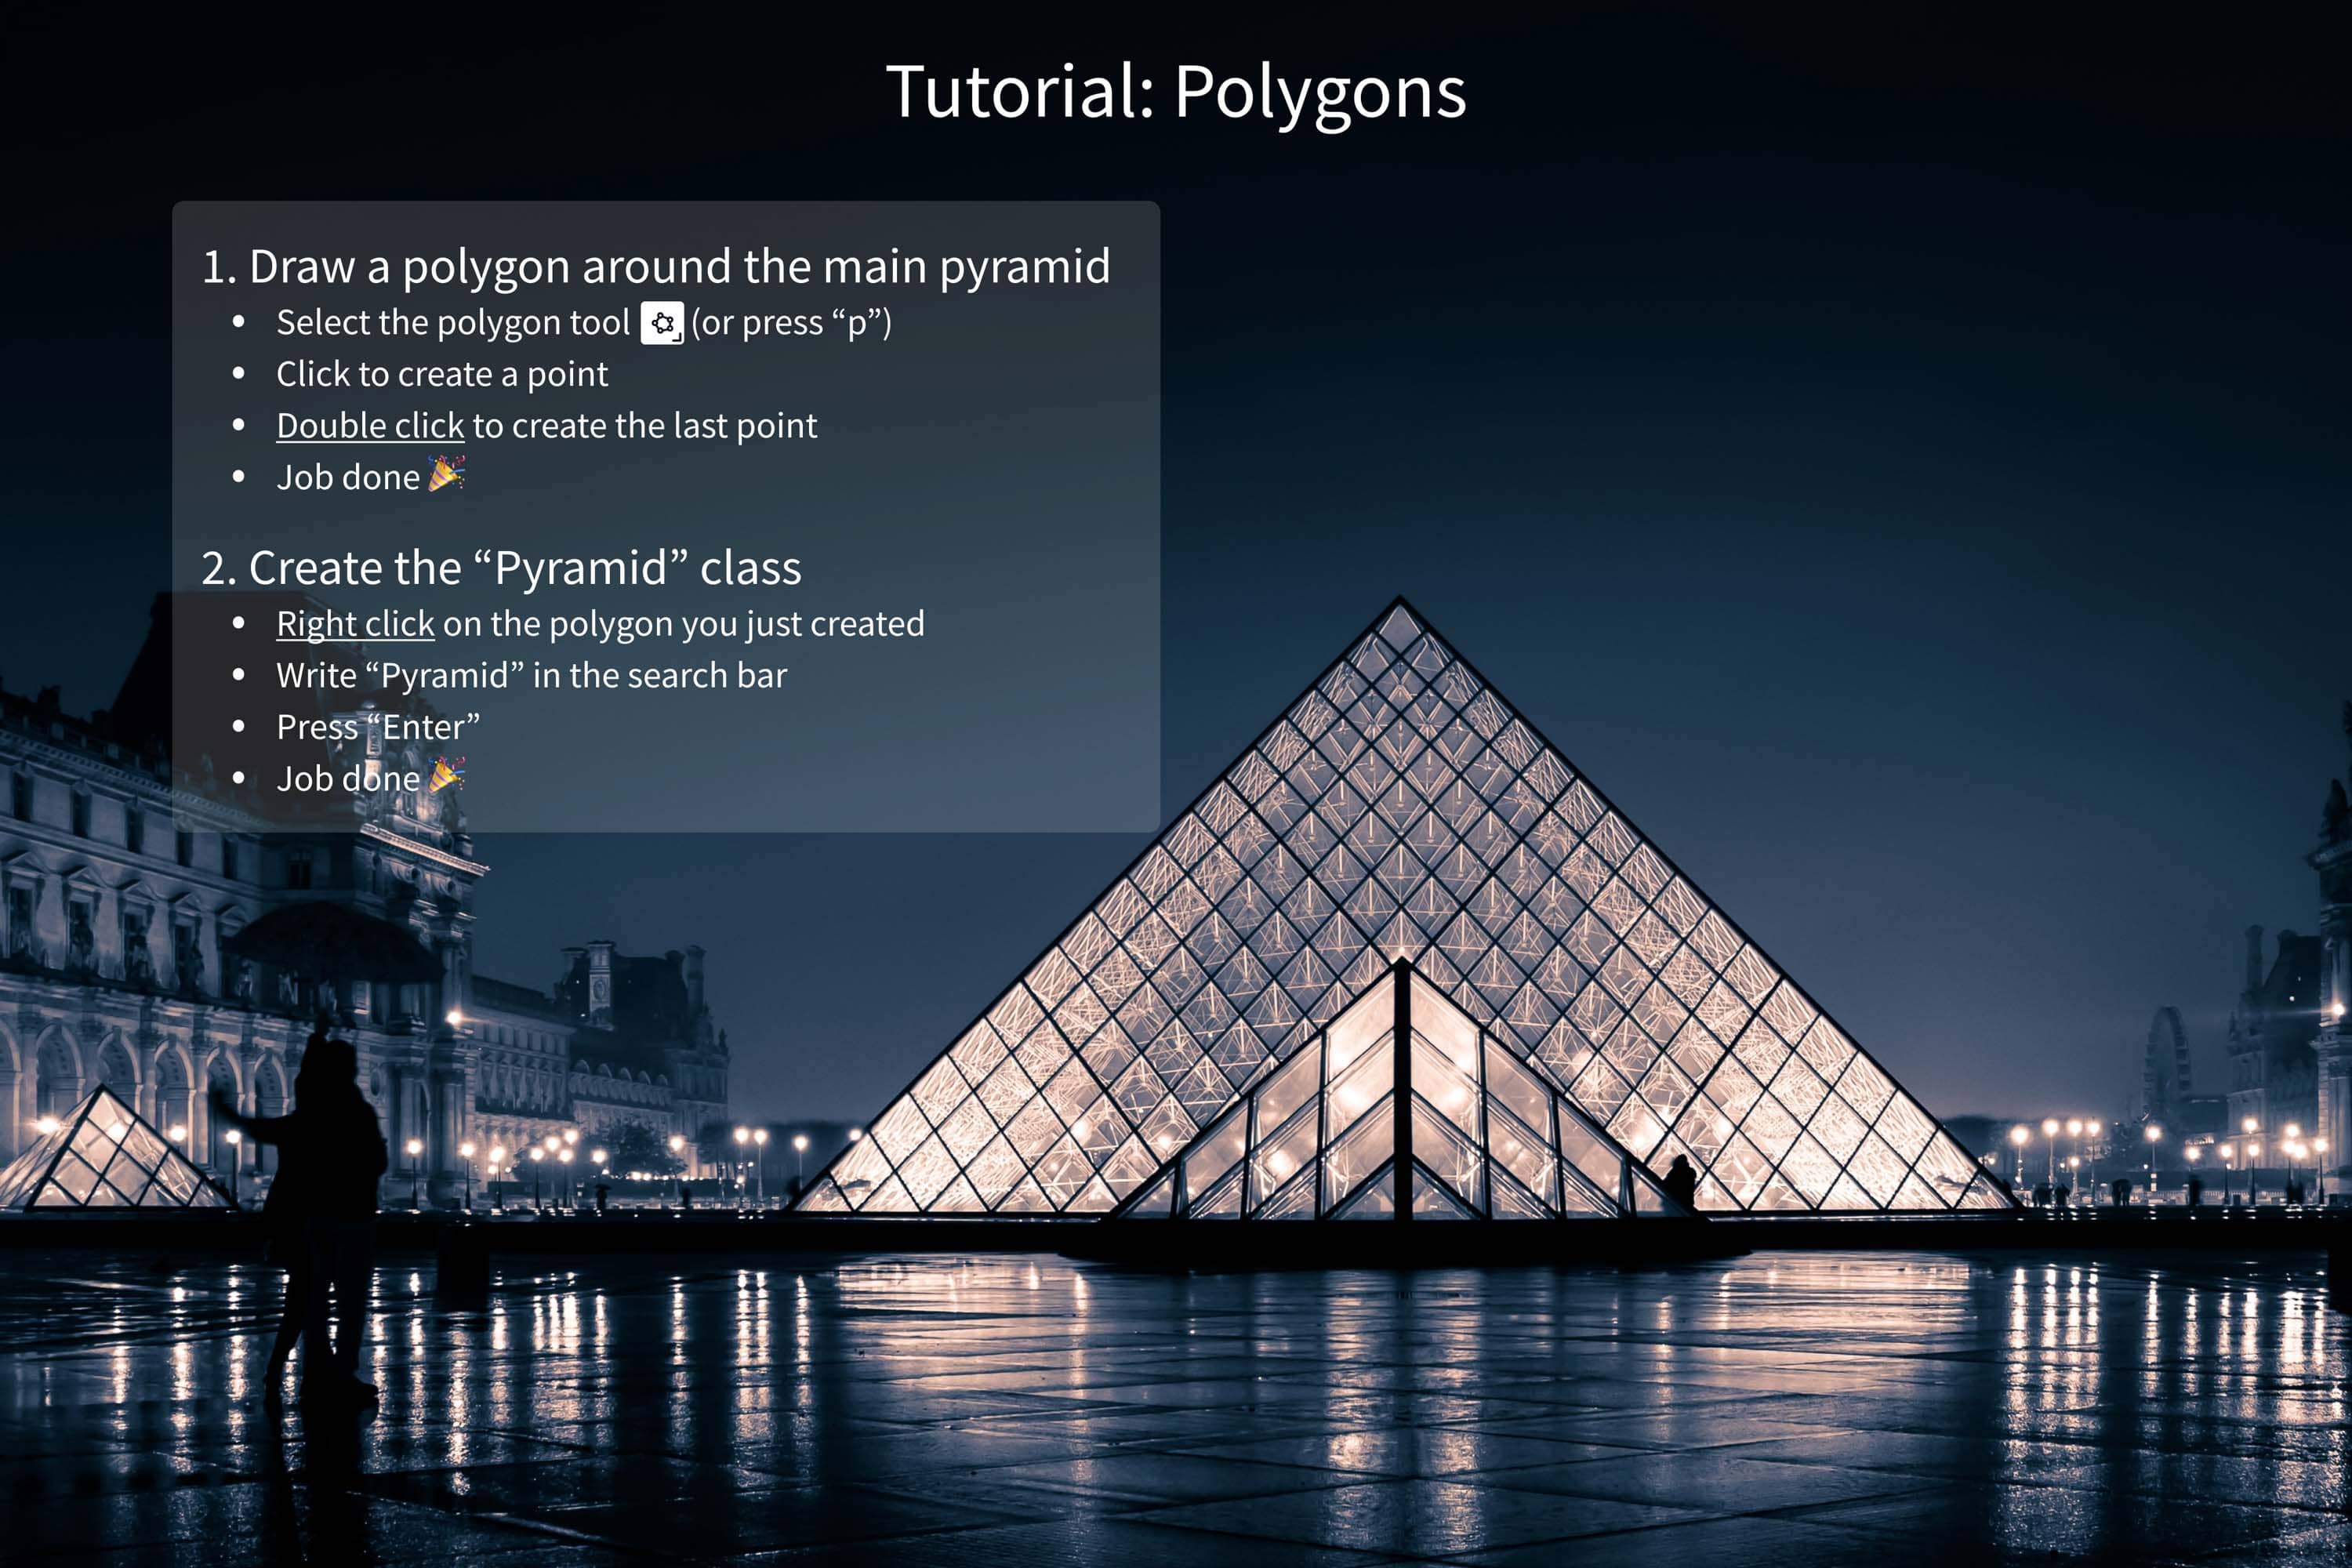 Tutorial: Polygons
1. Draw a polygon around the main pyramid
• Select the polygon tool (or press “p”)
• Click to create a point
• Double click to create the last point
• Job done 🎉
2. Create the “Pyramid” class
• Right click on the polygon you just created
• Write “Pyramid” in the search bar
• Press “Enter”
• Job done 🎉